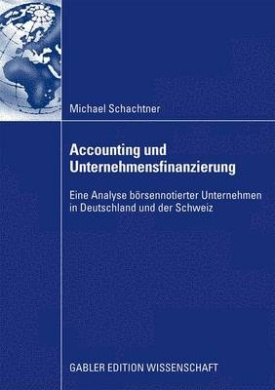 Michael Schachtner
Accounting und
Unternehmensfinanzierung
Eine Analyse börsennotierter Unternehmen
in Deutschland und der Schweiz
GABLER EDITION WISSENSCHAFT